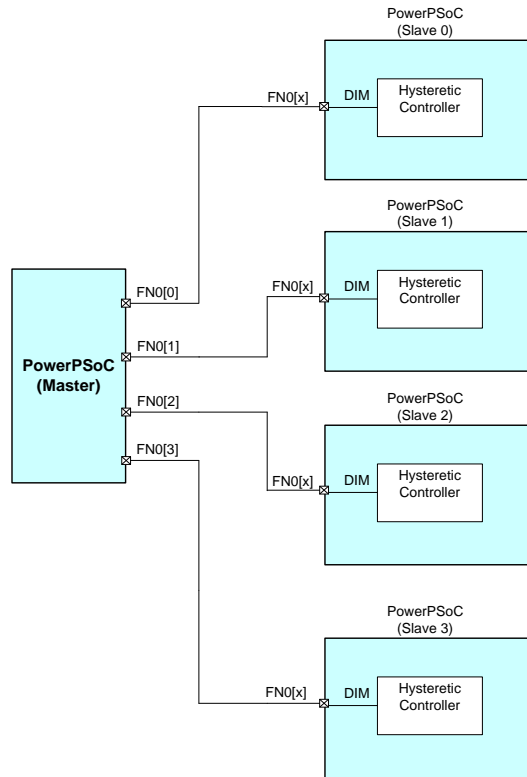 PowerPSoC
(Slave 0)
FN0[x]
DIM
Hysteretic
Controller
PowerPSoC
(Slave 1)
FN0[x]
DIM
Hysteretic
Controller
FN0[0]
FN0[1]
PowerPSoC
(Master)
FN0[2]
FN0[3]
PowerPSoC
(Slave 2)
FN0[x]
DIM
Hysteretic
Controller
PowerPSoC
(Slave 3)
FN0[x]
DIM
Hysteretic
Controller